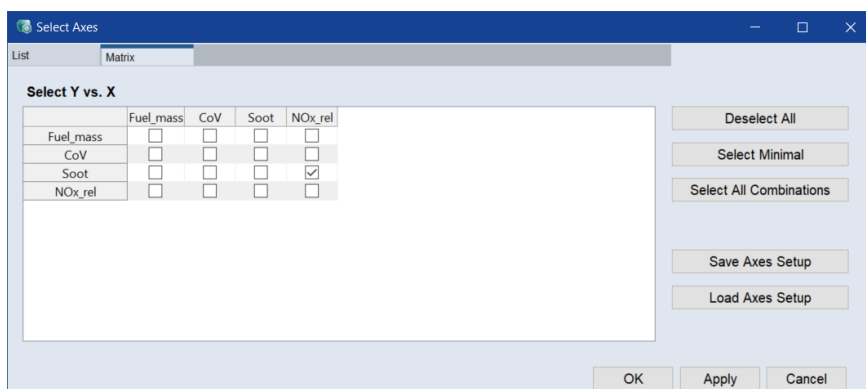 Select Axes
List Matrix
Select Y vs. X
Fuel_mass CoV Soot NOx_rel
Fuel_mass
CoV
Soot
NOx_rel
Deselect All
Select Minimal
Select All Combinations
Save Axes Setup
Load Axes Setup
OK Apply Cancel